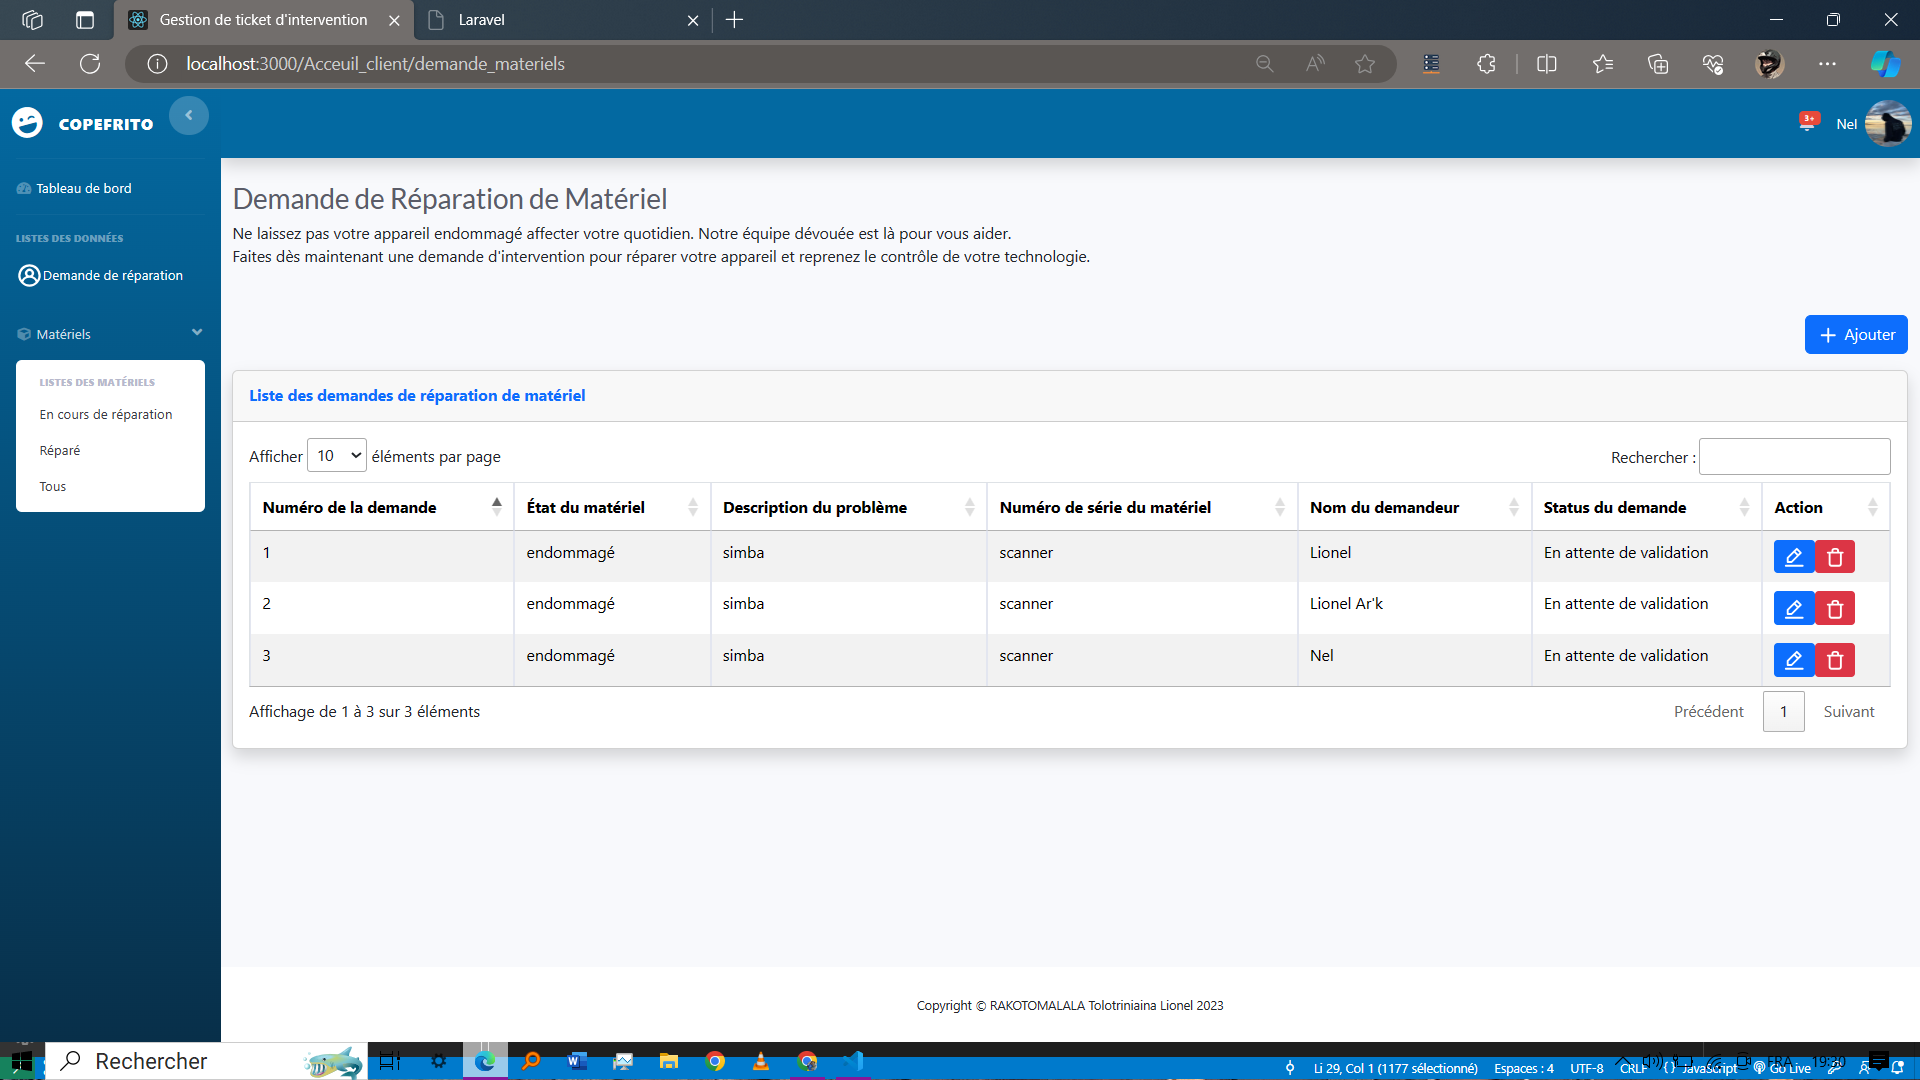 Gestion de ticket d'intervention
Laravel
localhost:3000/Acceuil_client/demande_materiels
COPEFRITO
3+
Nel
Tableau de bord
LISTES DES DONNÉES
Demande de réparation
Matériels
LISTES DES MATÉRIELS
En cours de réparation
Réparé
Tous
Demande de Réparation de Matériel
Ne laissez pas votre appareil endommagé affecter votre quotidien. Notre équipe dévouée est là pour vous aider.
Faites dès maintenant une demande d'intervention pour réparer votre appareil et reprenez le contrôle de votre technologie.
Ajouter
Liste des demandes de réparation de matériel
Afficher 10 éléments par page
Rechercher :
Numéro de la demande État du matériel Description du problème Numéro de série du matériel Nom du demandeur Status du demande Action
1 endommagé simba scanner Lionel En attente de validation
2 endommagé simba scanner Lionel Ar'k En attente de validation
3 endommagé simba scanner Nel En attente de validation
Affichage de 1 à 3 sur 3 éléments
Précédent 1 Suivant
Copyright © RAKOTOMALALA Tolotriniaina Lionel 2023
Rechercher
Li 29, Col 1 (1177 sélectionné) Espaces : 4 UTF-8 CRLF { } JavaScript Go Live
FRA 19:30